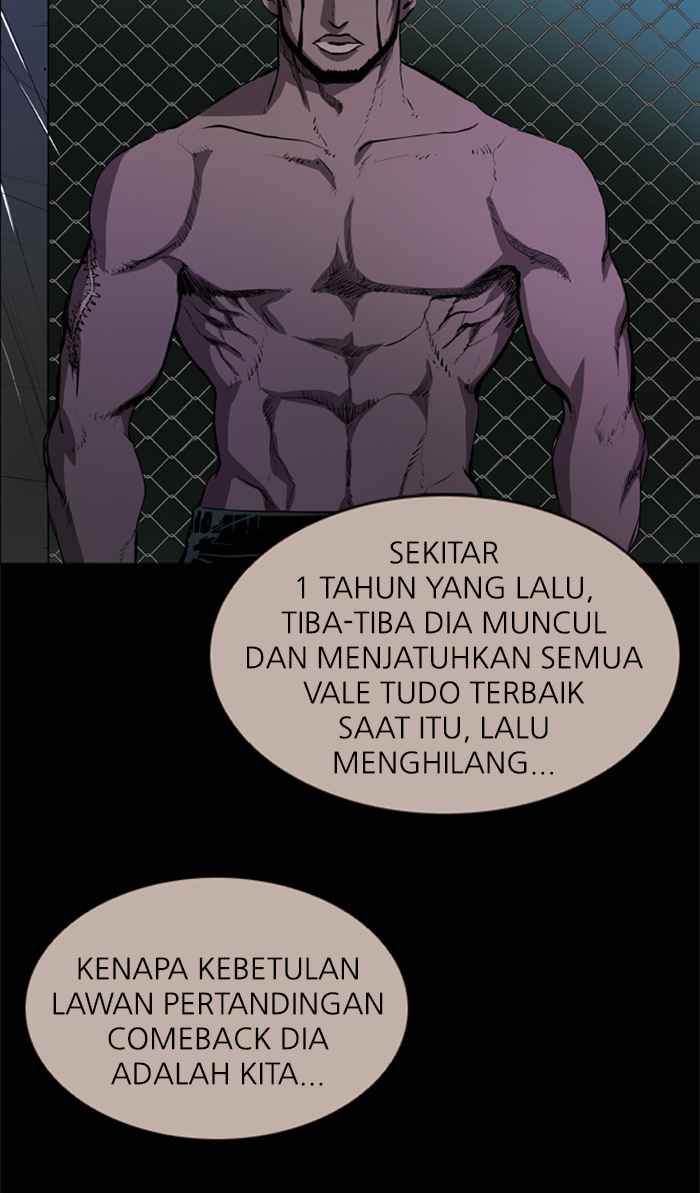 SEKITAR
1 TAHUN YANG LALU,
TIBA-TIBA DIA MUNCUL
DAN MENJATUHKAN SEMUA
VALE TUDO TERBAIK
SAAT ITU, LALU
MENGHILANG...
KENAPA KEBETULAN
LAWAN PERTANDINGAN
COMEBACK DIA
ADALAH KITA...